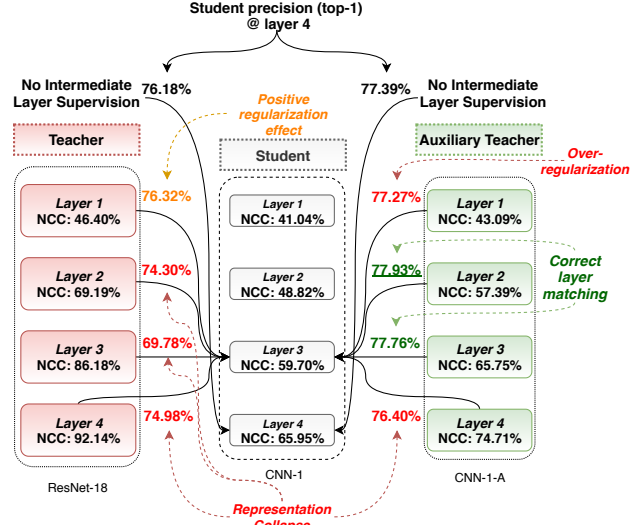 Student precision (top-1)
@ layer 4
No Intermediate
Layer Supervision
76.18%
77.39%
No Intermediate
Layer Supervision
Positive
regularization
effect
Teacher
Student
Auxiliary Teacher
Over-
regularization
76.32%
77.27%
Layer 1
NCC: 46.40%
Layer 1
NCC: 41.04%
Layer 1
NCC: 43.09%
74.30%
77.93%
Layer 2
NCC: 69.19%
Layer 2
NCC: 48.82%
Layer 2
NCC: 57.39%
Correct
layer
matching
69.78%
77.76%
Layer 3
NCC: 86.18%
Layer 3
NCC: 59.70%
Layer 3
NCC: 65.75%
74.98%
76.40%
Layer 4
NCC: 92.14%
Layer 4
NCC: 65.95%
Layer 4
NCC: 74.71%
ResNet-18
CNN-1
CNN-1-A
Representation
Collapse